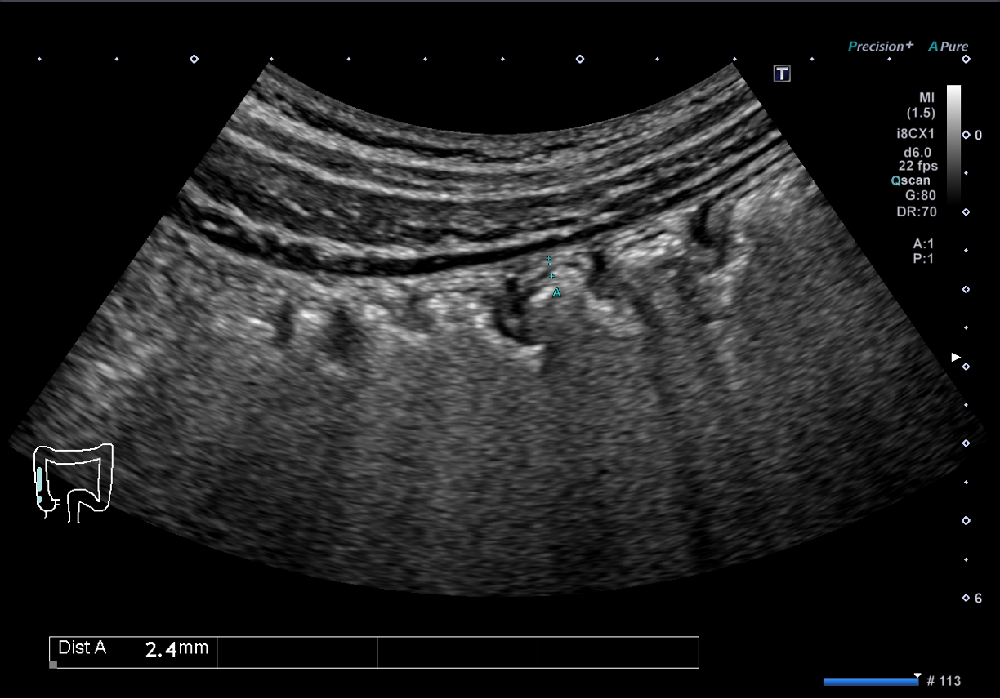 Precision+ A Pure
T
MI
(1.5)
i8CX1
d6.0
22 fps
Qscan
G:80
DR:70
A:1
P:1
0
A
6
Dist A 2.4mm
# 113